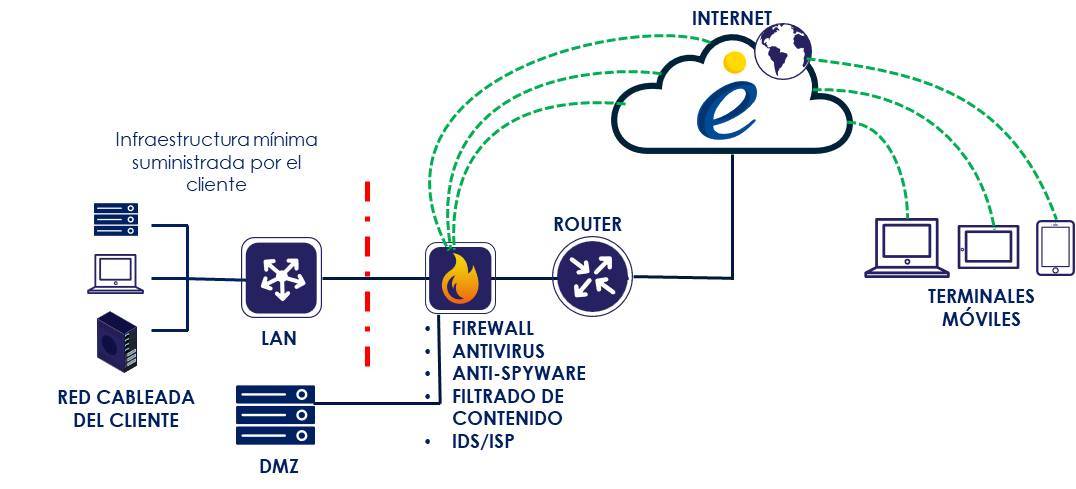 INTERNET
Infraestructura mínima
suministrada por el
cliente
ROUTER
LAN
RED CABLEADA
DEL CLIENTE
DMZ
• FIREWALL
• ANTIVIRUS
• ANTI-SPYWARE
• FILTRADO DE
CONTENIDO
• IDS/ISP
TERMINALES
MÓVILES
e